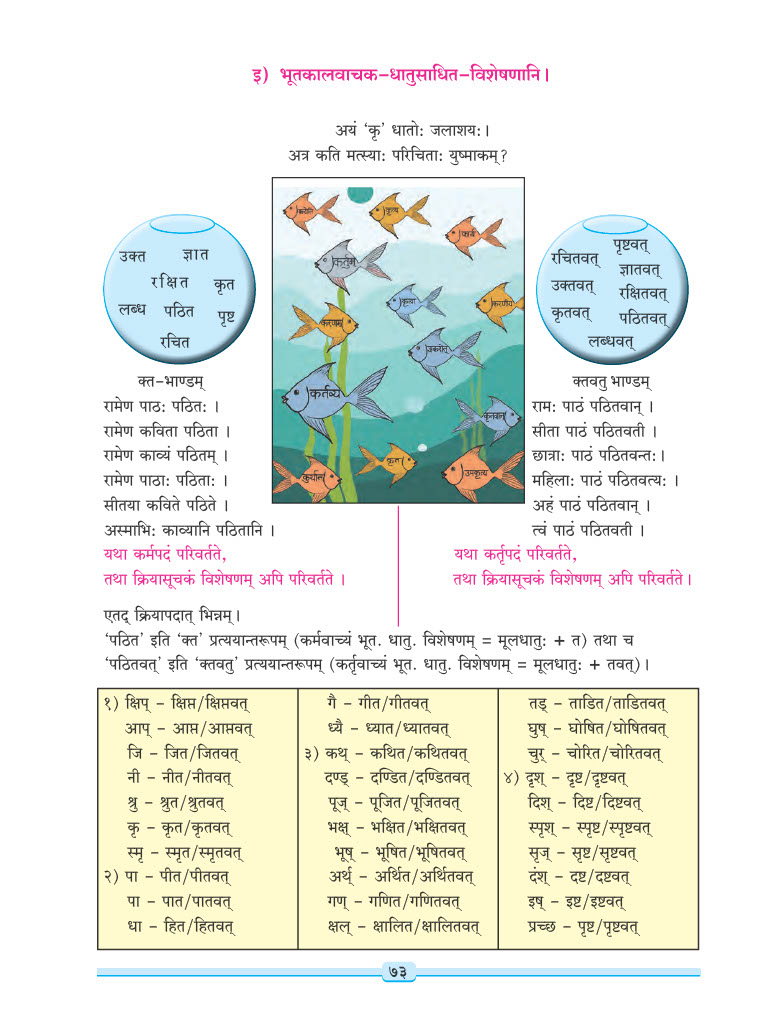 इ) भूतकालवाचक-धातुसाधित-विशेषणानि।
अयं ‘कृ’ धातोः जलाशयः।
अत्र कति मत्स्याः परिचिताः युष्माकम्?
उक्त ज्ञात
रक्षित कृत
लब्ध पठित पृष्ट
रचित
करोति
कृत्य
कार्य
कर्तुम्
कृत्वा
करणीय
करणम्
अकरोत्
कर्तव्य
कृतवान्
कुर्यात्
कृत
उपकृत्य
पृष्टवत्
रचितवत् ज्ञातवत्
उक्तवत् रक्षितवत्
कृतवत् पठितवत्
लब्धवत्
क्त-भाण्डम्
रामेण पाठः पठितः ।
रामेण कविता पठिता ।
रामेण काव्यं पठितम् ।
रामेण पाठाः पठिताः ।
सीतया कविते पठिते ।
अस्माभिः काव्यानि पठितानि ।
यथा कर्मपदं परिवर्तते,
तथा क्रियासूचकं विशेषणम् अपि परिवर्तते ।
क्तवतु भाण्डम्
रामः पाठं पठितवान् ।
सीता पाठं पठितवती ।
छात्राः पाठं पठितवन्तः।
महिलाः पाठं पठितवत्यः।
अहं पाठं पठितवान् ।
त्वं पाठं पठितवती ।
यथा कर्तृपदं परिवर्तते,
तथा क्रियासूचकं विशेषणम् अपि परिवर्तते।
एतद् क्रियापदात् भिन्नम्।
‘पठित’ इति ‘क्त’ प्रत्ययान्तरूपम् (कर्मवाच्यं भूत. धातु. विशेषणम् = मूलधातुः + त) तथा च
‘पठितवत्’ इति ‘क्तवतु’ प्रत्ययान्तरूपम् (कर्तृवाच्यं भूत. धातु. विशेषणम् = मूलधातुः + तवत्)।
१) क्षिप् - क्षिप्त/क्षिप्तवत्
आप् - आप्त/आप्तवत्
जि - जित/जितवत्
नी - नीत/नीतवत्
श्रु - श्रुत/श्रुतवत्
कृ - कृत/कृतवत्
स्मृ - स्मृत/स्मृतवत्
२) पा - पीत/पीतवत्
पा - पात/पातवत्
धा - हित/हितवत्
गै - गीत/गीतवत्
ध्यै - ध्यात/ध्यातवत्
३) कथ् - कथित/कथितवत्
दण्ड् - दण्डित/दण्डितवत्
पूज् - पूजित/पूजितवत्
भक्ष् - भक्षित/भक्षितवत्
भूष् - भूषित/भूषितवत्
अर्थ् - अर्थित/अर्थितवत्
गण् - गणित/गणितवत्
क्षल् - क्षालित/क्षालितवत्
तड् - ताडित/ताडितवत्
घुष् - घोषित/घोषितवत्
चुर् - चोरित/चोरितवत्
४) दृश् - दृष्ट/दृष्टवत्
दिश् - दिष्ट/दिष्टवत्
स्पृश् - स्पृष्ट/स्पृष्टवत्
सृज् - सृष्ट/सृष्टवत्
दंश् - दष्ट/दष्टवत्
इष् - इष्ट/इष्टवत्
प्रच्छ - पृष्ट/पृष्टवत्
७३